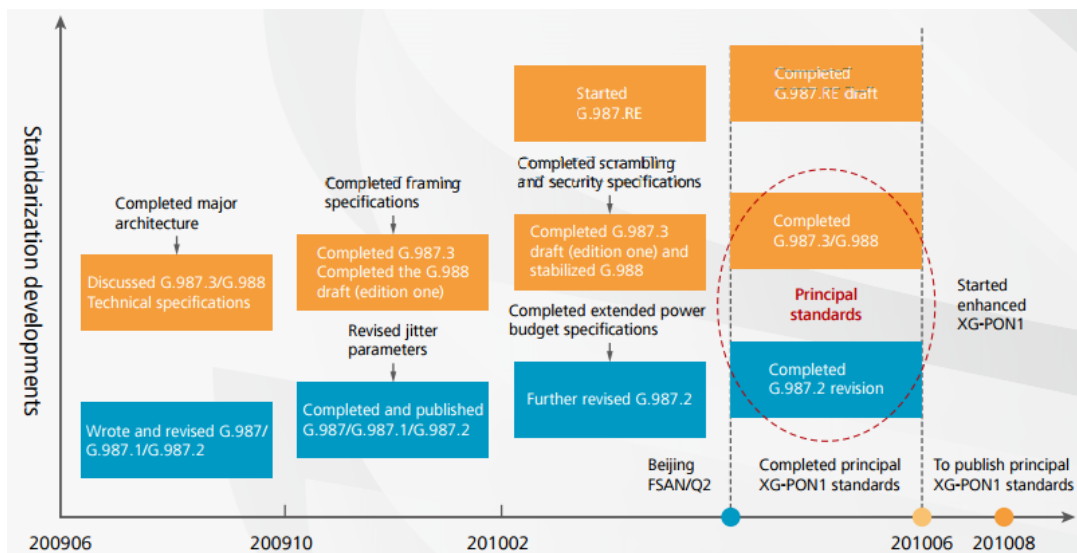 Standarization developments
Started
G.987.RE
Completed
G.987.RE draft
Completed scrambling
and security specifications
Completed framing
specifications
Completed major
architecture
Completed G.987.3
draft (edition one) and
stabilized G.988
Completed
G.987.3/G.988
Discussed G.987.3/G.988
Technical specifications
Completed G.987.3
Completed the G.988
draft (edition one)
Principal
standards
Started
enhanced
XG-PON1
Completed extended power
budget specifications
Revised jitter
parameters
Further revised G.987.2
Completed
G.987.2 revision
Wrote and revised G.987/
G.987.1/G.987.2
Completed and published
G.987/G.987.1/G.987.2
Beijing
FSAN/Q2
Completed principal
XG-PON1 standards
To publish principal
XG-PON1 standards
200906
200910
201002
201006
201008